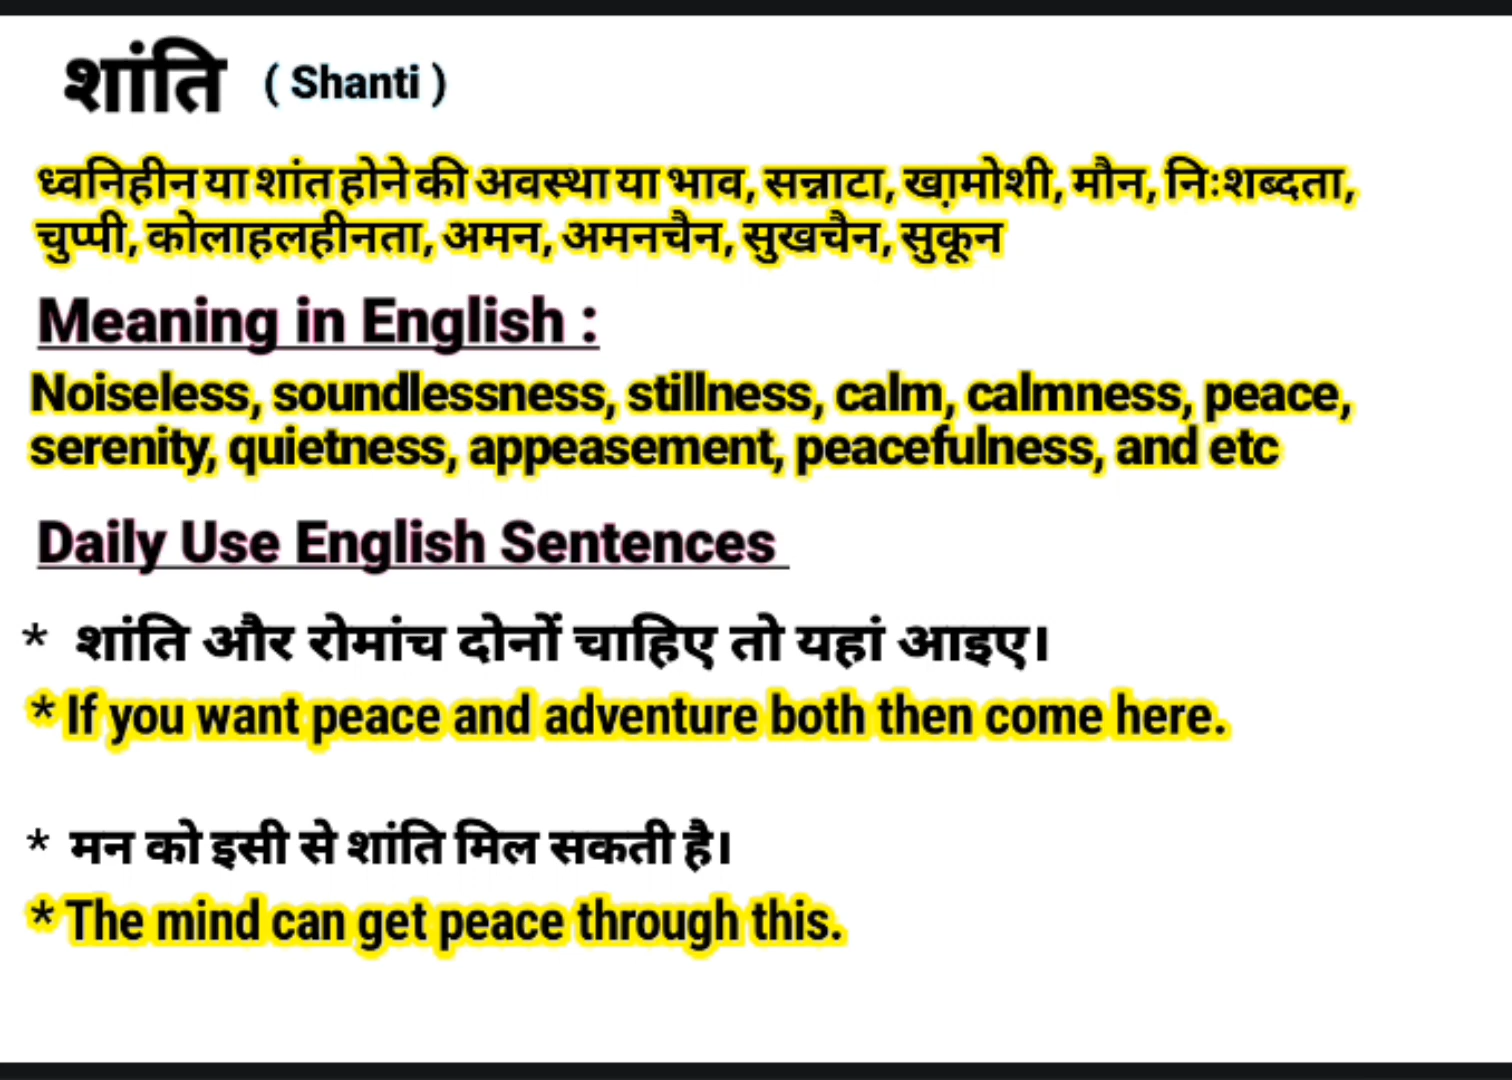 शांति ( Shanti )
ध्वनिहीन या शांत होने की अवस्था या भाव, सन्नाटा, खा़मोशी, मौन, निःशब्दता,
चुप्पी, कोलाहलहीनता, अमन, अमनचैन, सुखचैन, सुकून
Meaning in English :
Noiseless, soundlessness, stillness, calm, calmness, peace,
serenity, quietness, appeasement, peacefulness, and etc
Daily Use English Sentences
* शांति और रोमांच दोनों चाहिए तो यहां आइए।
* If you want peace and adventure both then come here.
* मन को इसी से शांति मिल सकती है।
* The mind can get peace through this.